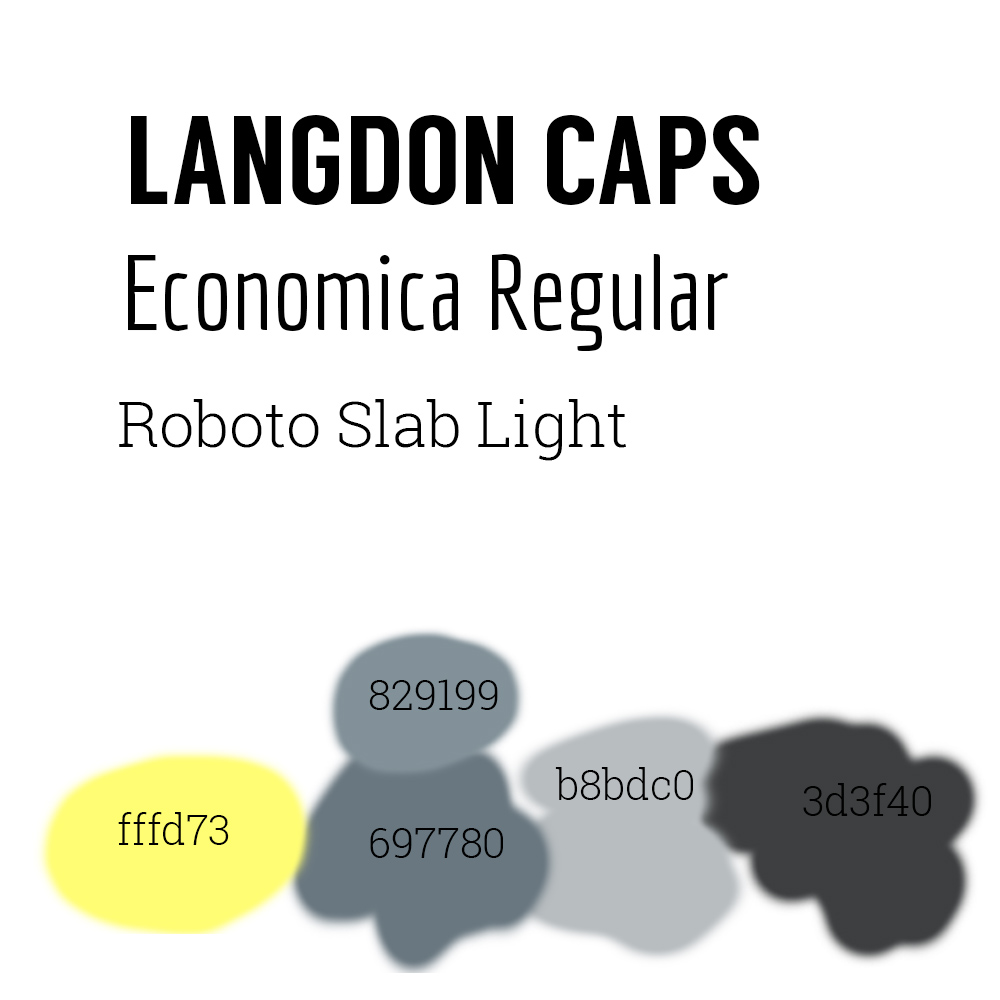 LANGDON CAPS
Economica Regular
Roboto Slab Light
829199
b8bdc0
3d3f40
fffd73
697780